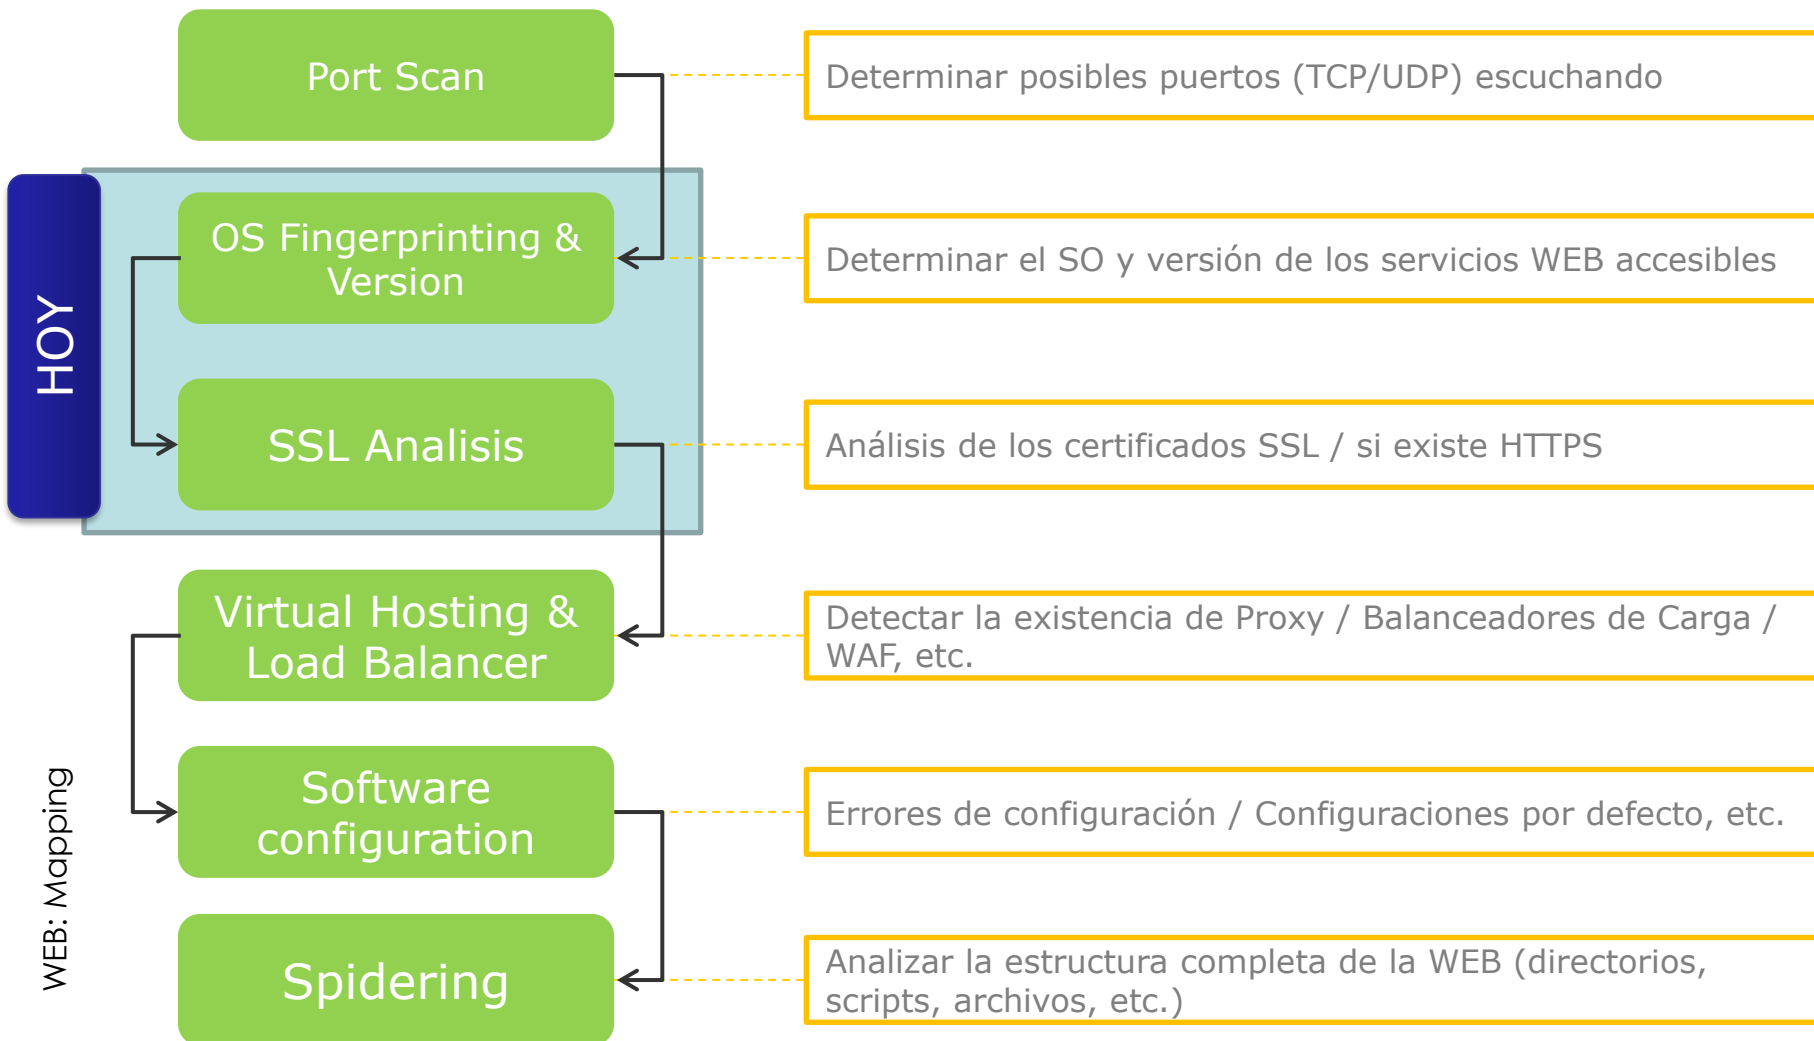 Port Scan
Determinar posibles puertos (TCP/UDP) escuchando
HOY
OS Fingerprinting &
Version
Determinar el SO y versión de los servicios WEB accesibles
SSL Analisis
Análisis de los certificados SSL / si existe HTTPS
Virtual Hosting &
Load Balancer
Detectar la existencia de Proxy / Balanceadores de Carga /
WAF, etc.
WEB: Mapping
Software
configuration
Errores de configuración / Configuraciones por defecto, etc.
Spidering
Analizar la estructura completa de la WEB (directorios,
scripts, archivos, etc.)